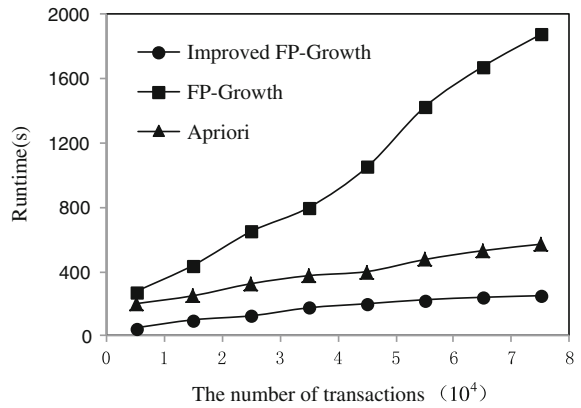 2000
1600
1200
800
400
0
Runtime(s)
Improved FP-Growth
FP-Growth
Apriori
0 1 2 3 4 5 6 7 8
The number of transactions （10⁴）